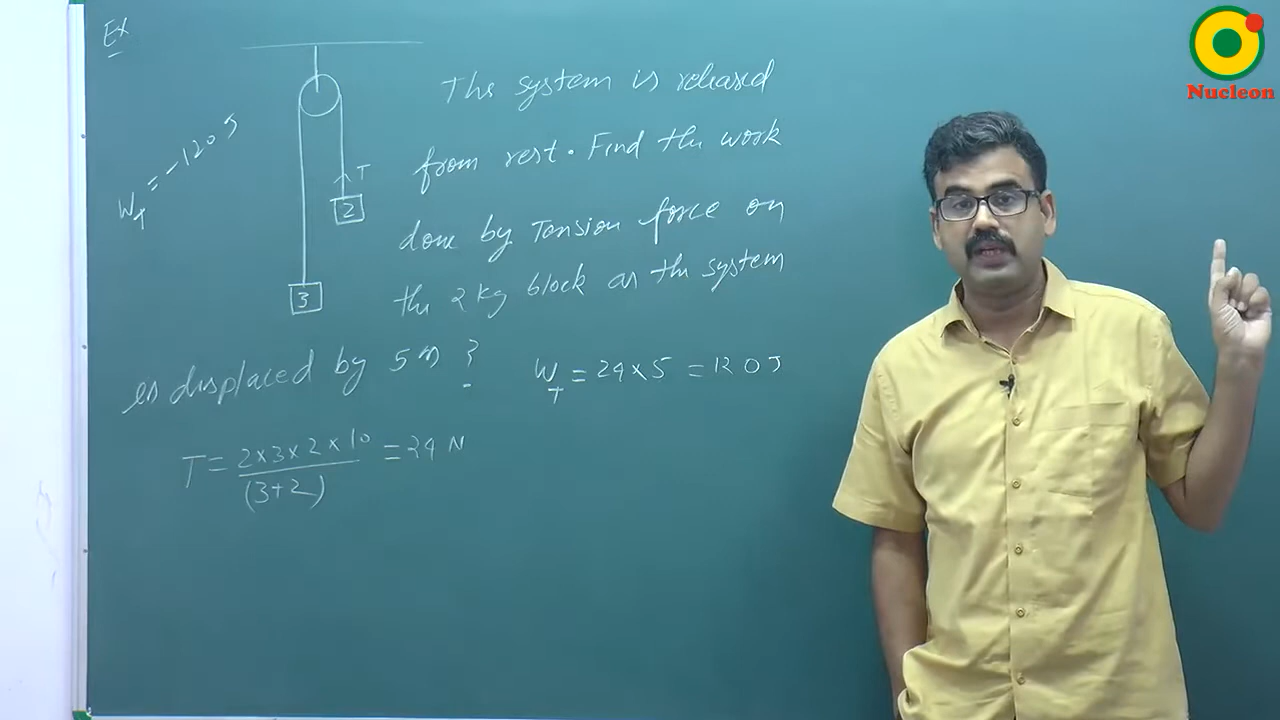 Ex
Nucleon
The system is released
from rest. Find the work
done by Tension force on
the 2 kg block as the system
is displaced by 5 m ?
W_T = -120 J
T
2
3
W_T = 24 × 5 = 120 J
T = 2×3×2×10 / (3+2) = 24 N